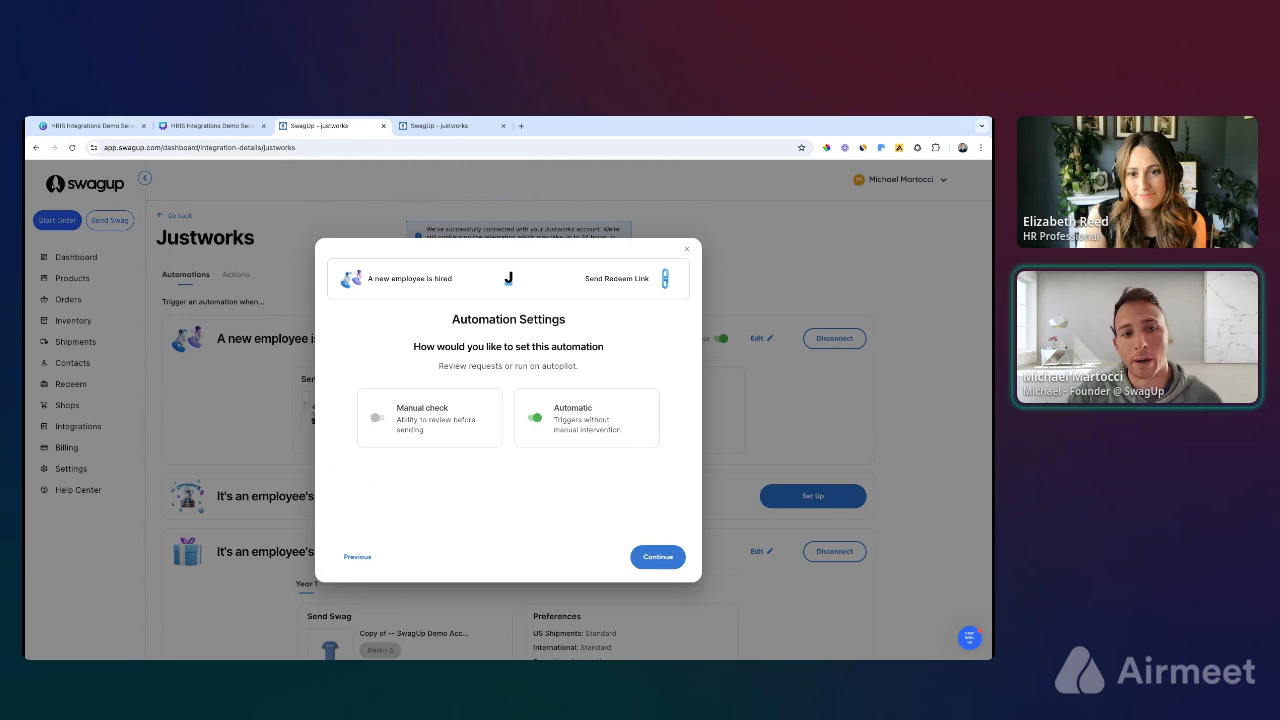 HRIS Integrations Demo Serv
HRIS Integrations Demo Serv
SwagUp - justworks
SwagUp - justworks
app.swagup.com/dashboard/integration-details/justworks
swagup
Michael Martocci
Start Order
Send Swag
Go back
Justworks
We've successfully connected with your Justworks account. We're
Automations
Actions
Trigger an automation when...
Dashboard
Products
Orders
Inventory
Shipments
Contacts
Redeem
Shops
Integrations
Billing
Settings
Help Center
A new employee is
Edit
Disconnect
It's an employee's
Set Up
It's an employee's
Edit
Disconnect
Year 1
Send Swag
Copy of -- SwagUp Demo Acc...
Black / S
Preferences
US Shipments: Standard
International: Standard
A new employee is hired
J
Send Redeem Link
Automation Settings
How would you like to set this automation
Review requests or run on autopilot.
Manual check
Ability to review before
sending
Automatic
Triggers without
manual intervention
Previous
Continue
Chat
With
us
Elizabeth Reed
HR Professional
Michael Martocci
Michael - Founder @ SwagUp
Airmeet